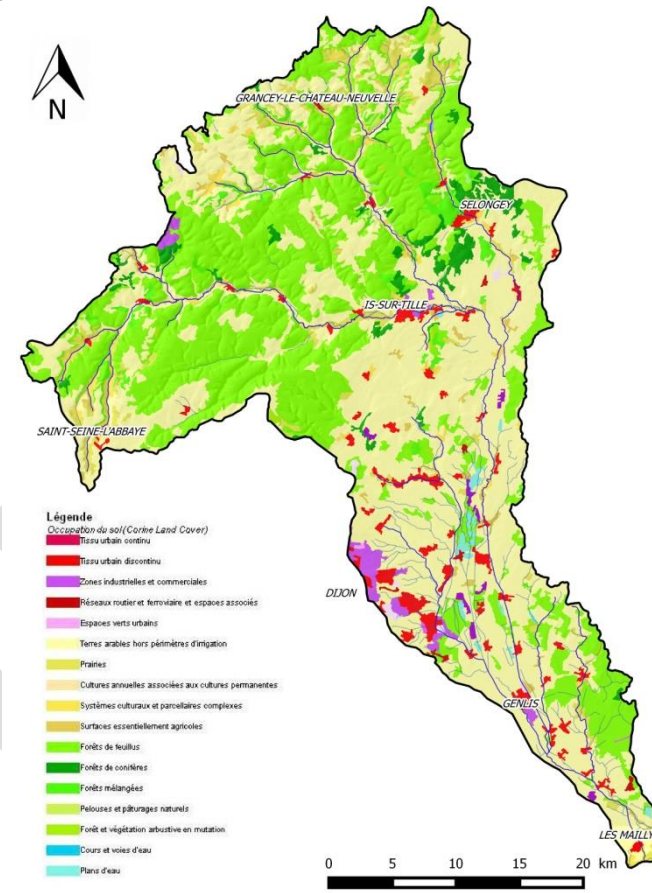 N
GRANCEY-LE-CHATEAU-NEUVELLE
SELONGEY
IS-SUR-TILLE
SAINT-SEINE-L'ABBAYE
DIJON
GENLIS
LES MAILLY
Légende
Occupation du sol (Corine Land Cover)
Tissu urbain continu
Tissu urbain discontinu
Zones industrielles et commerciales
Réseaux routier et ferroviaire et espaces associés
Espaces verts urbains
Terres arables hors périmètres d'irrigation
Prairies
Cultures annuelles associées aux cultures permanentes
Systèmes culturaux et parcellaires complexes
Surfaces essentiellement agricoles
Forêts de feuillus
Forêts de conifères
Forêts mélangées
Pelouses et pâturages naturels
Forêt et végétation arbustive en mutation
Cours et voies d'eau
Plans d'eau
0 5 10 15 20 km